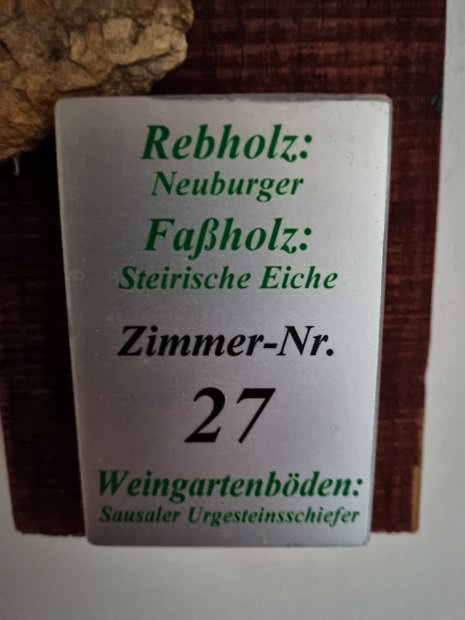 Rebholz:
Neuburger
Faßholz:
Steirische Eiche
Zimmer-Nr.
27
Weingartenböden:
Sausaler Urgesteinsschiefer